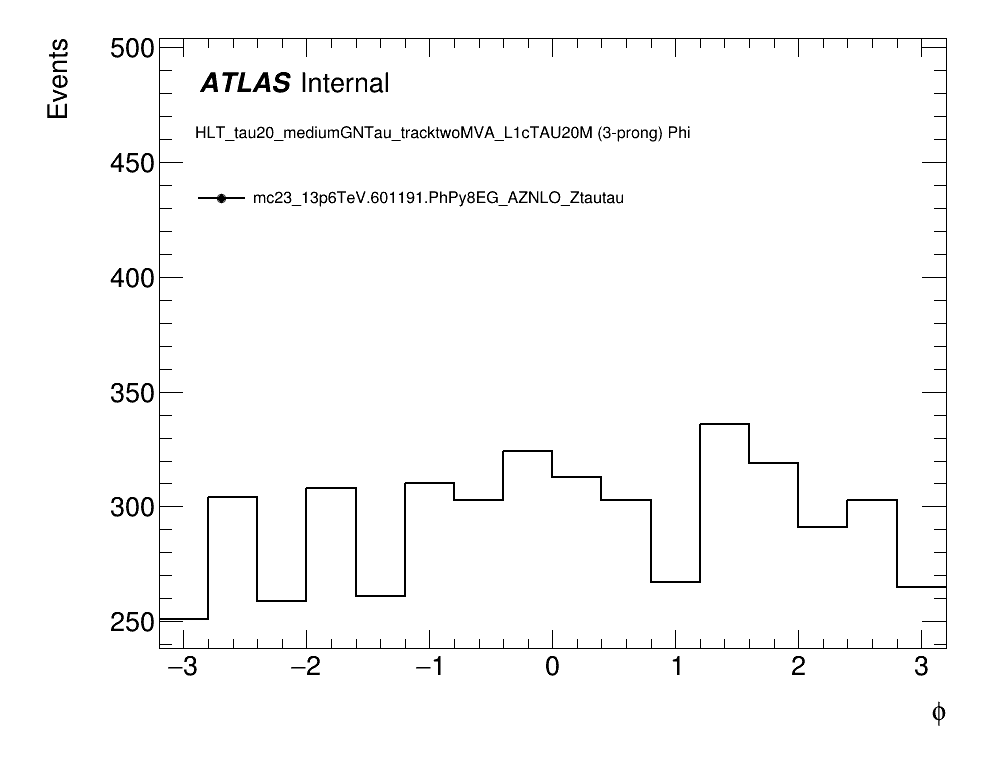 Events
500
450
400
350
300
250
ATLAS Internal
HLT_tau20_mediumGNTau_tracktwoMVA_L1cTAU20M (3-prong) Phi
mc23_13p6TeV.601191.PhPy8EG_AZNLO_Ztautau
−3 −2 −1 0 1 2 3
ϕ